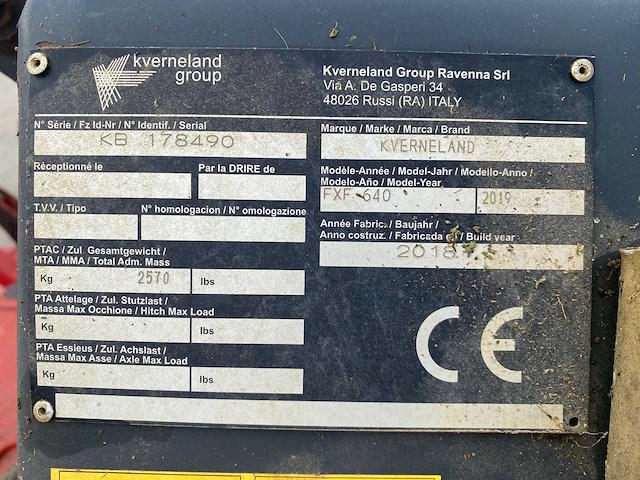 kverneland
group
Kverneland Group Ravenna Srl
Via A. De Gasperi 34
48026 Russi (RA) ITALY
N° Série / Fz Id-Nr / N° Identif. / Serial
KB 178490
Marque / Marke / Marca / Brand
KVERNELAND
Réceptionné le
Par la DRIRE de
Modèle-Année / Model-Jahr / Modello-Anno /
Modelo-Año / Model-Year
FXF 640
2019
T.V.V. / Tipo
N° homologacion / N° omologazione
Année Fabric. / Baujahr /
Anno costruz. / Fabricada en / Build year
2018
PTAC / Zul. Gesamtgewicht /
MTA / MMA / Total Adm. Mass
Kg 2570
lbs
PTA Attelage / Zul. Stutzlast /
Massa Max Occhione / Hitch Max Load
Kg
lbs
PTA Essieus / Zul. Achslast /
Massa Max Asse / Axle Max Load
Kg
lbs
CE